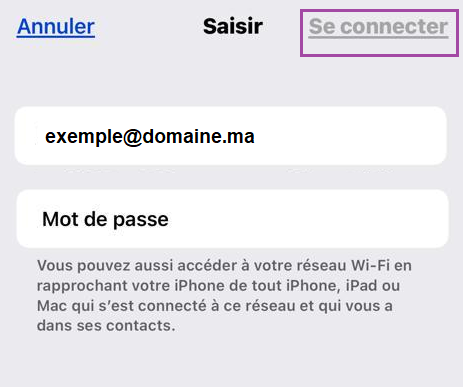 Annuler Saisir Se connecter
exemple@domaine.ma
Mot de passe
Vous pouvez aussi accéder à votre réseau Wi-Fi en
rapprochant votre iPhone de tout iPhone, iPad ou
Mac qui s'est connecté à ce réseau et qui vous a
dans ses contacts.